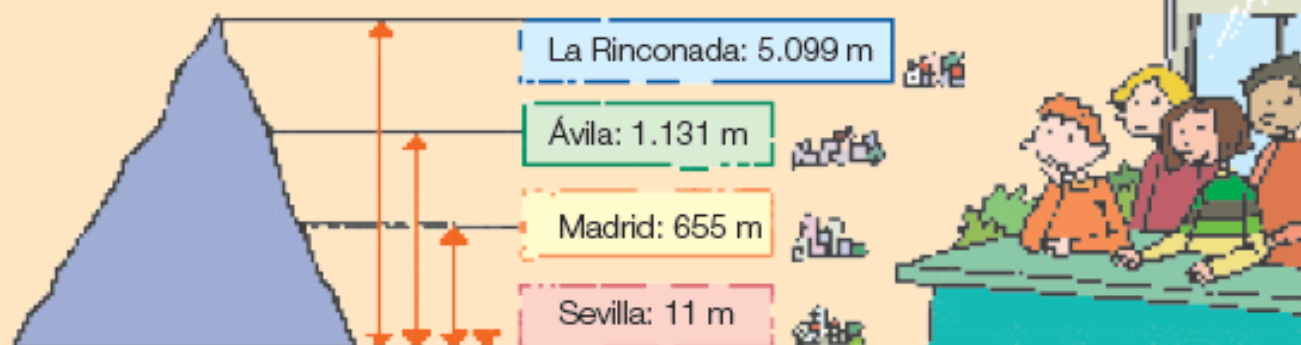 La Rinconada: 5.099 m
Ávila: 1.131 m
Madrid: 655 m
Sevilla: 11 m